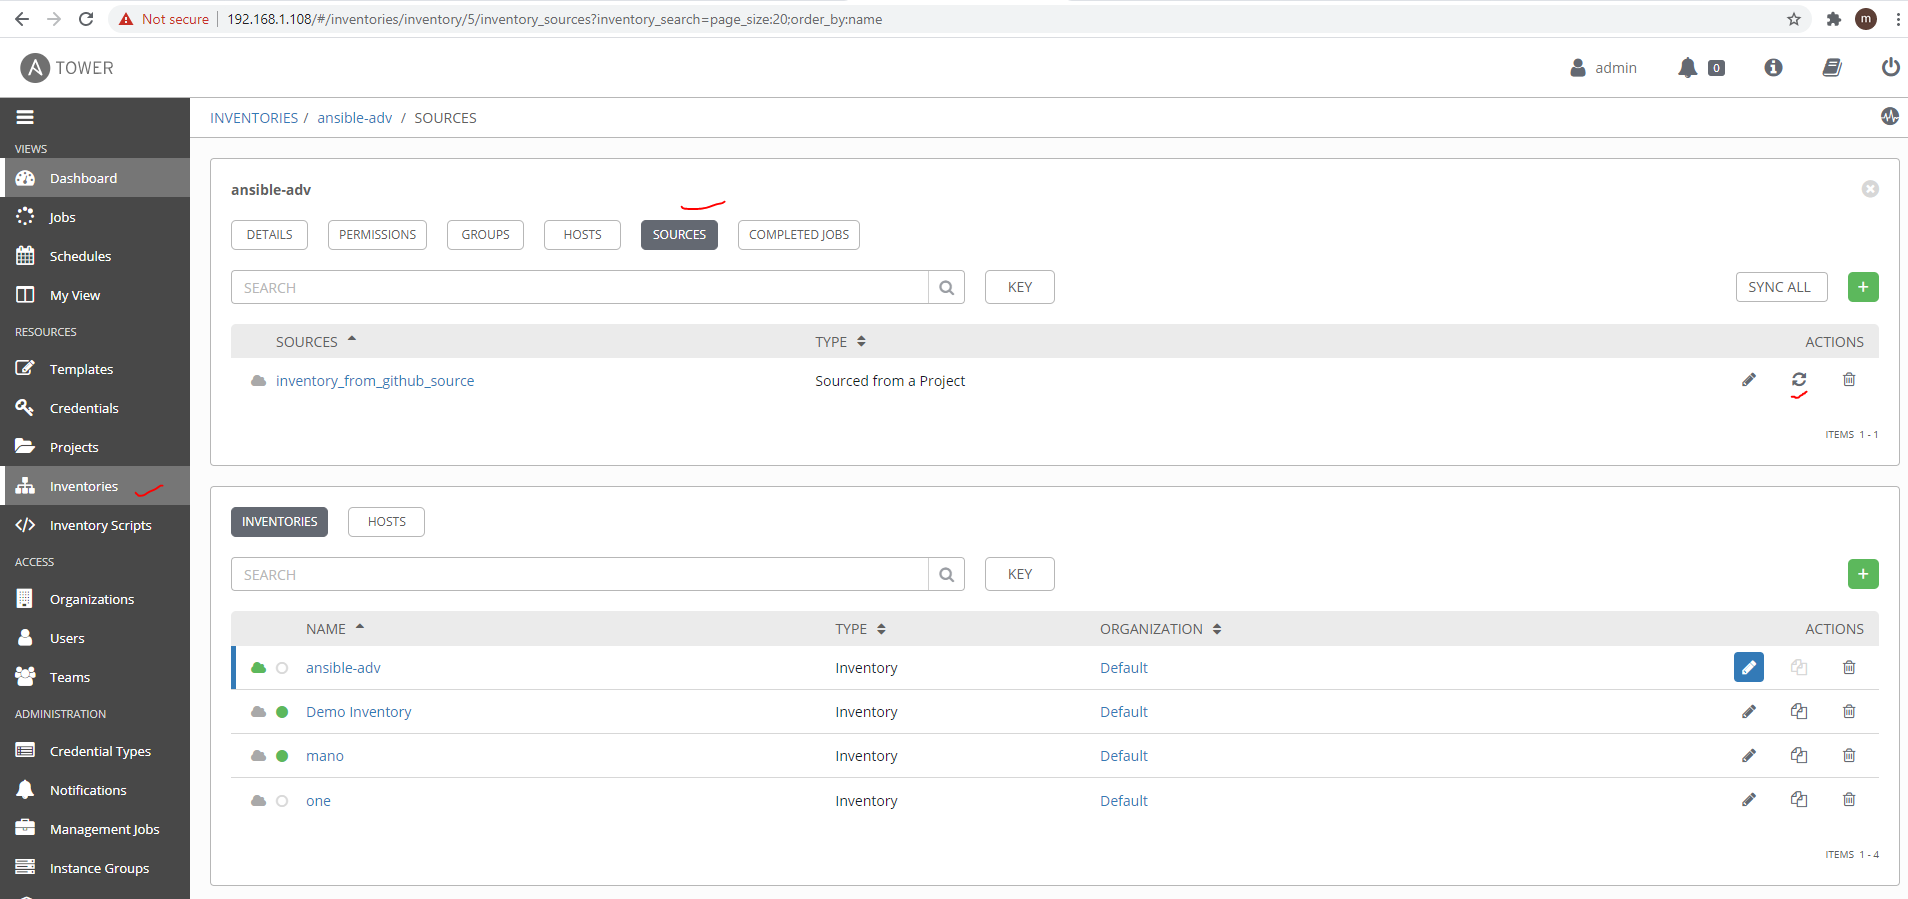 Not secure 192.168.1.108/#/inventories/inventory/5/inventory_sources?inventory_search=page_size:20;order_by:name m
A TOWER admin 0
INVENTORIES / ansible-adv / SOURCES
VIEWS
Dashboard
Jobs
Schedules
My View
RESOURCES
Templates
Credentials
Projects
Inventories
Inventory Scripts
ACCESS
Organizations
Users
Teams
ADMINISTRATION
Credential Types
Notifications
Management Jobs
Instance Groups
ansible-adv
DETAILS PERMISSIONS GROUPS HOSTS SOURCES COMPLETED JOBS
SEARCH KEY SYNC ALL +
SOURCES TYPE ACTIONS
inventory_from_github_source Sourced from a Project
ITEMS 1 - 1
INVENTORIES HOSTS
SEARCH KEY +
NAME TYPE ORGANIZATION ACTIONS
ansible-adv Inventory Default
Demo Inventory Inventory Default
mano Inventory Default
one Inventory Default
ITEMS 1 - 4